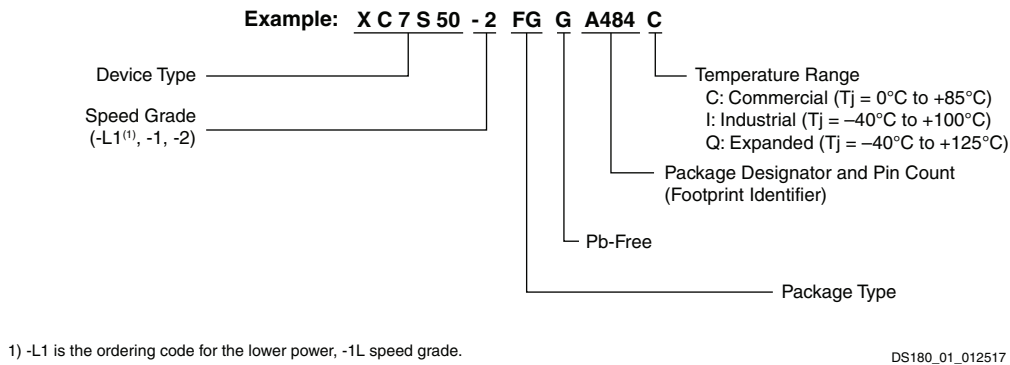 Example: X C 7 S 50 - 2 FG G A484 C
Device Type
Speed Grade
(-L1(1), -1, -2)
Temperature Range
C: Commercial (Tj = 0°C to +85°C)
I: Industrial (Tj = –40°C to +100°C)
Q: Expanded (Tj = –40°C to +125°C)
Package Designator and Pin Count
(Footprint Identifier)
Pb-Free
Package Type
1) -L1 is the ordering code for the lower power, -1L speed grade.
DS180_01_012517